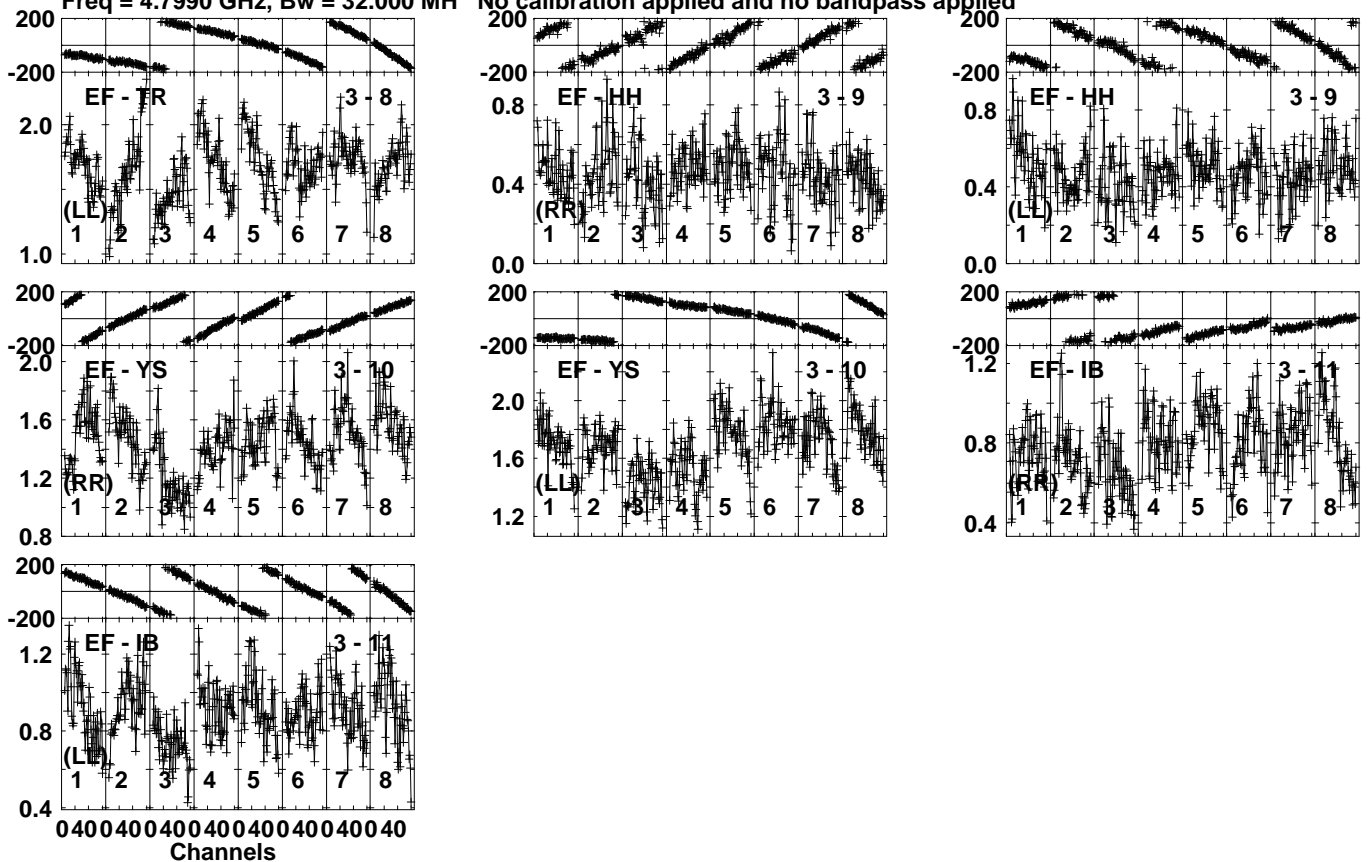 Freq = 4.7990 GHz, Bw = 32.000 MH No calibration applied and no bandpass applied
200
-200
EF - TR 3 - 8
2.0
(LL)
1 2 3 4 5 6 7 8
1.0
200
-200
EF - HH 3 - 9
0.8
0.4
(RR)
1 2 3 4 5 6 7 8
0.0
200
-200
EF - HH 3 - 9
0.8
0.4
(LL)
1 2 3 4 5 6 7 8
0.0
200
-200
2.0
EF - YS 3 - 10
1.6
1.2
(RR)
1 2 3 4 5 6 7 8
0.8
200
-200
EF - YS 3 - 10
2.0
1.6
(LL)
1 2 3 4 5 6 7 8
1.2
200
-200
1.2
EF - IB 3 - 11
0.8
(RR)
1 2 3 4 5 6 7 8
0.4
200
-200
EF - IB 3 - 11
1.2
0.8
(LL)
1 2 3 4 5 6 7 8
0.4
0 40 0 40 0 40 0 40 0 40 0 40 0 40 0 40
Channels